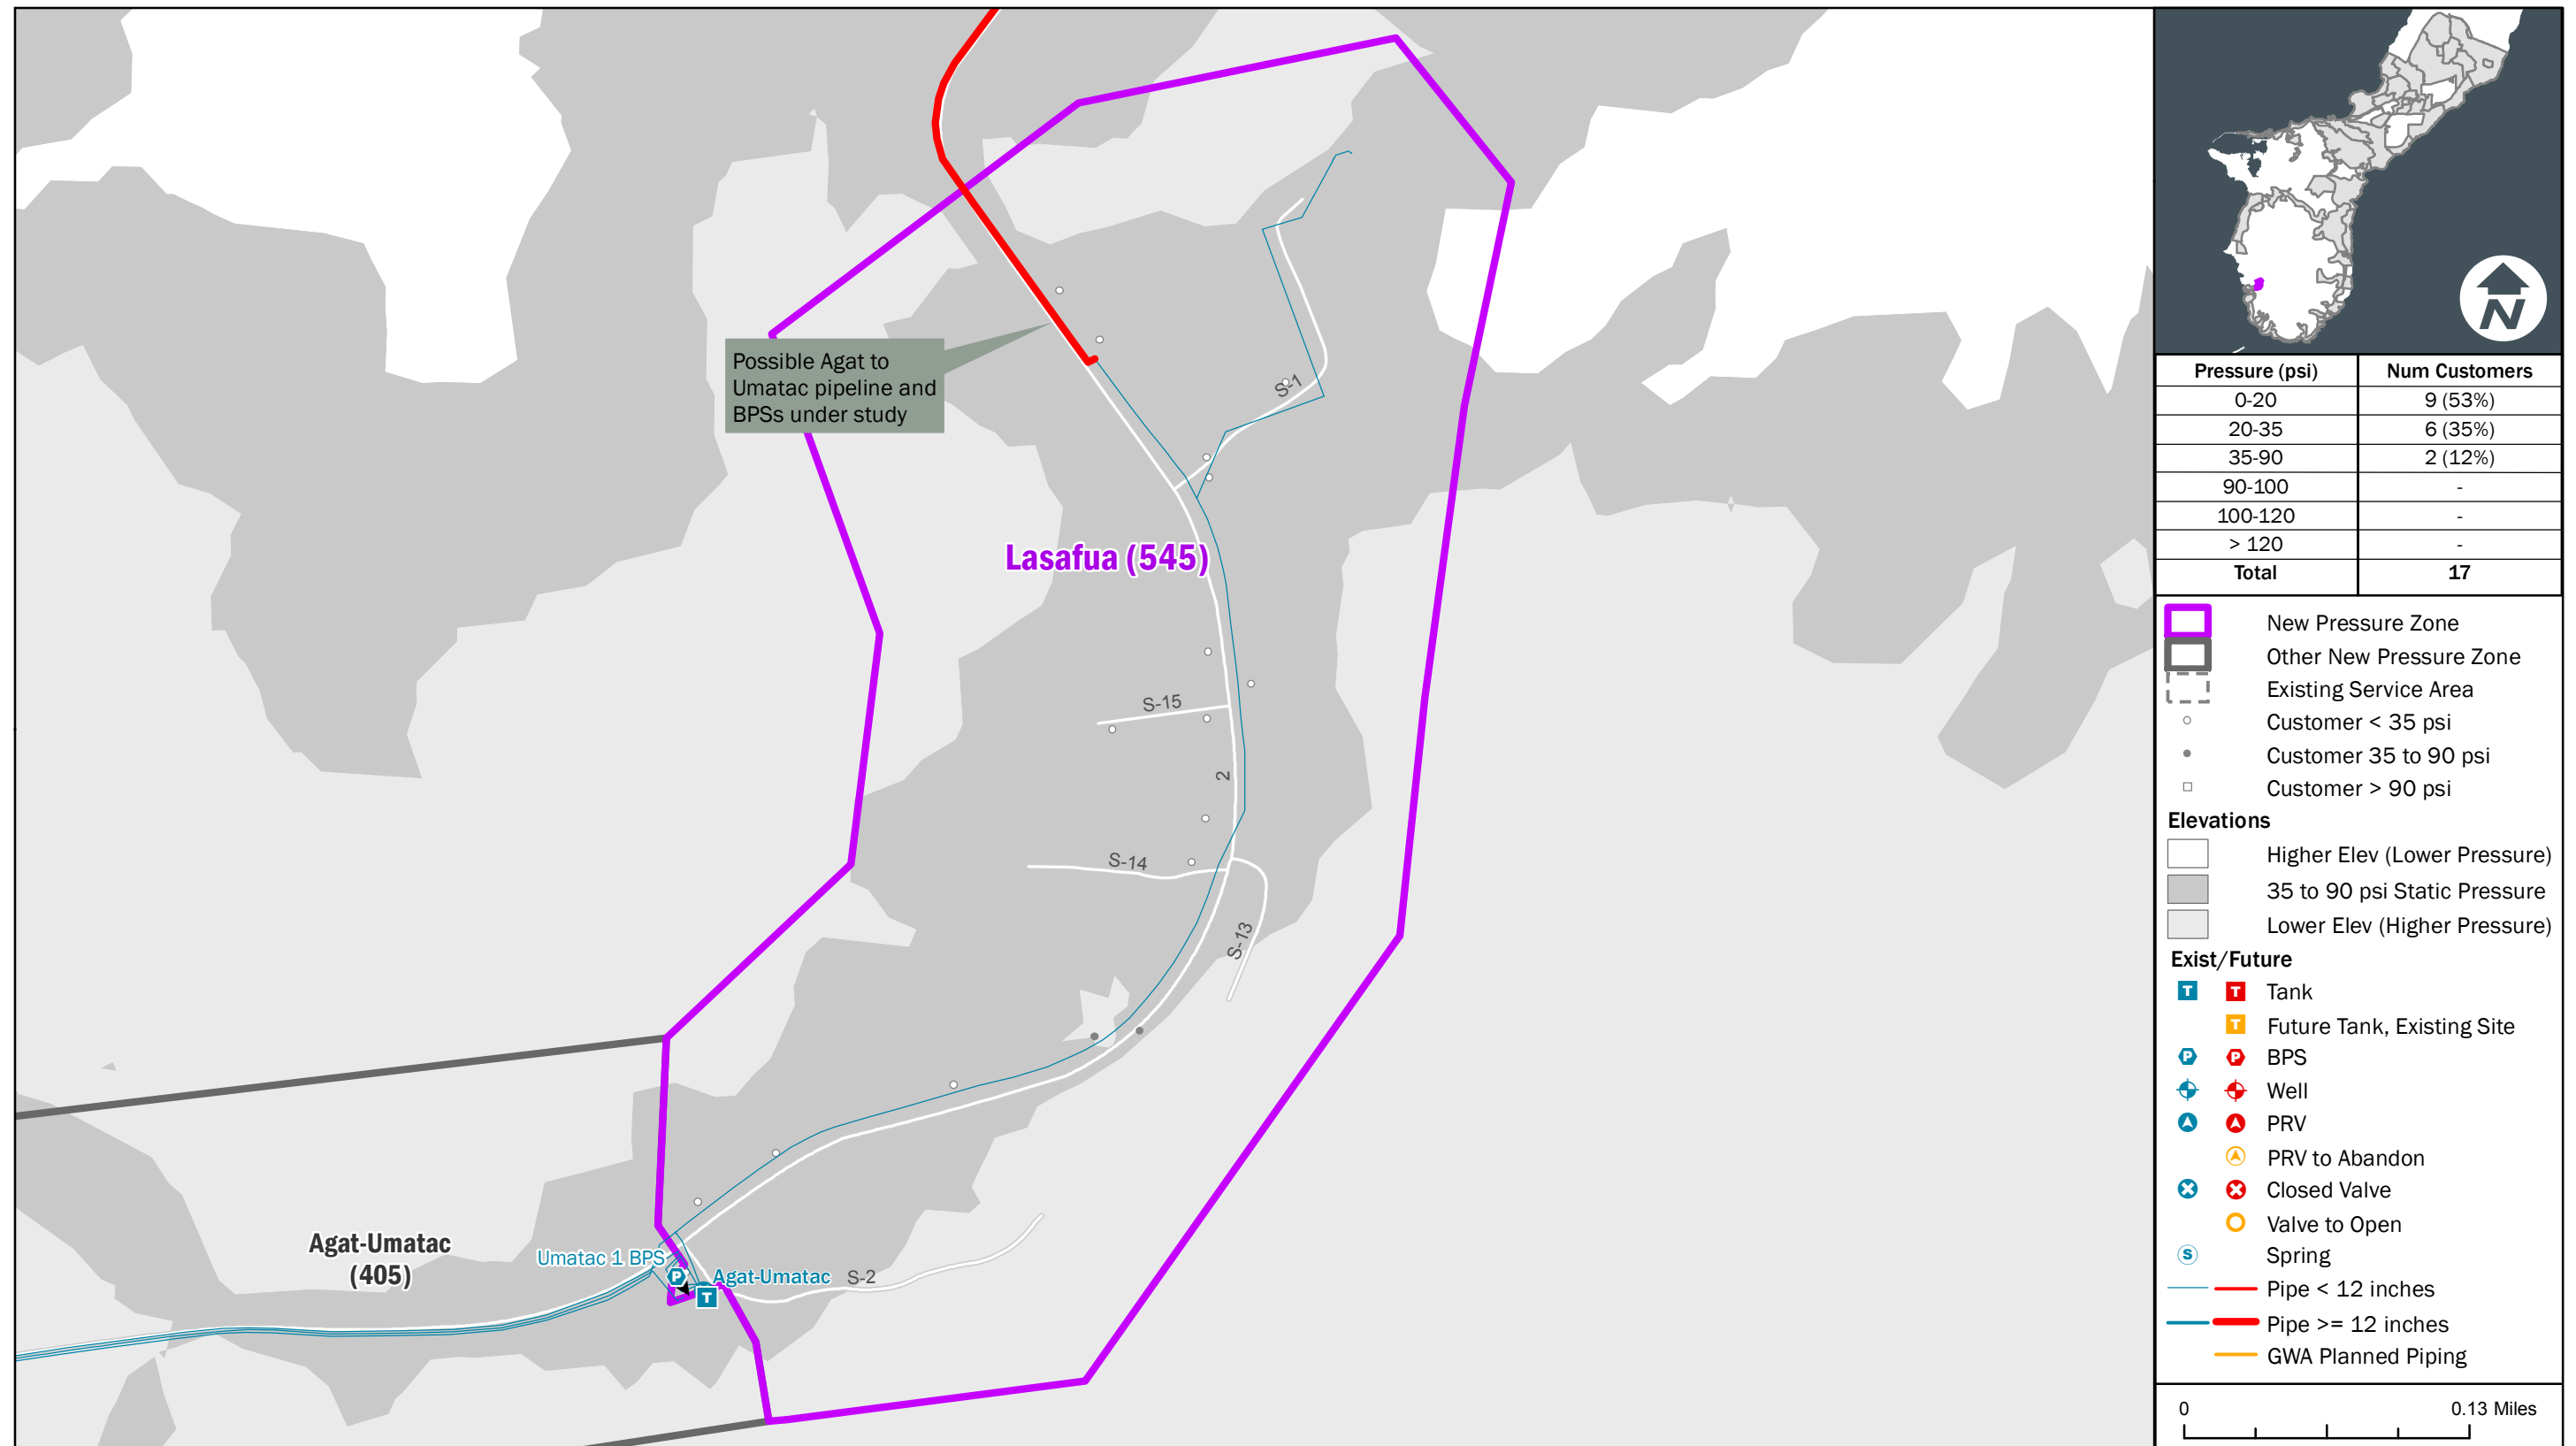 Possible Agat to
Umatac pipeline and
BPSs under study
S-1
Lasafua (545)
S-15
2
S-14
S-13
Agat-Umatac
(405)
Umatac 1 BPS
P
Agat-Umatac
T
S-2
N
Pressure (psi) Num Customers
0-20 9 (53%)
20-35 6 (35%)
35-90 2 (12%)
90-100 -
100-120 -
> 120 -
Total 17
New Pressure Zone
Other New Pressure Zone
Existing Service Area
Customer < 35 psi
Customer 35 to 90 psi
Customer > 90 psi
Elevations
Higher Elev (Lower Pressure)
35 to 90 psi Static Pressure
Lower Elev (Higher Pressure)
Exist/Future
T T Tank
T Future Tank, Existing Site
P P BPS
Well
PRV
PRV to Abandon
Closed Valve
Valve to Open
S Spring
Pipe < 12 inches
Pipe >= 12 inches
GWA Planned Piping
0 0.13 Miles